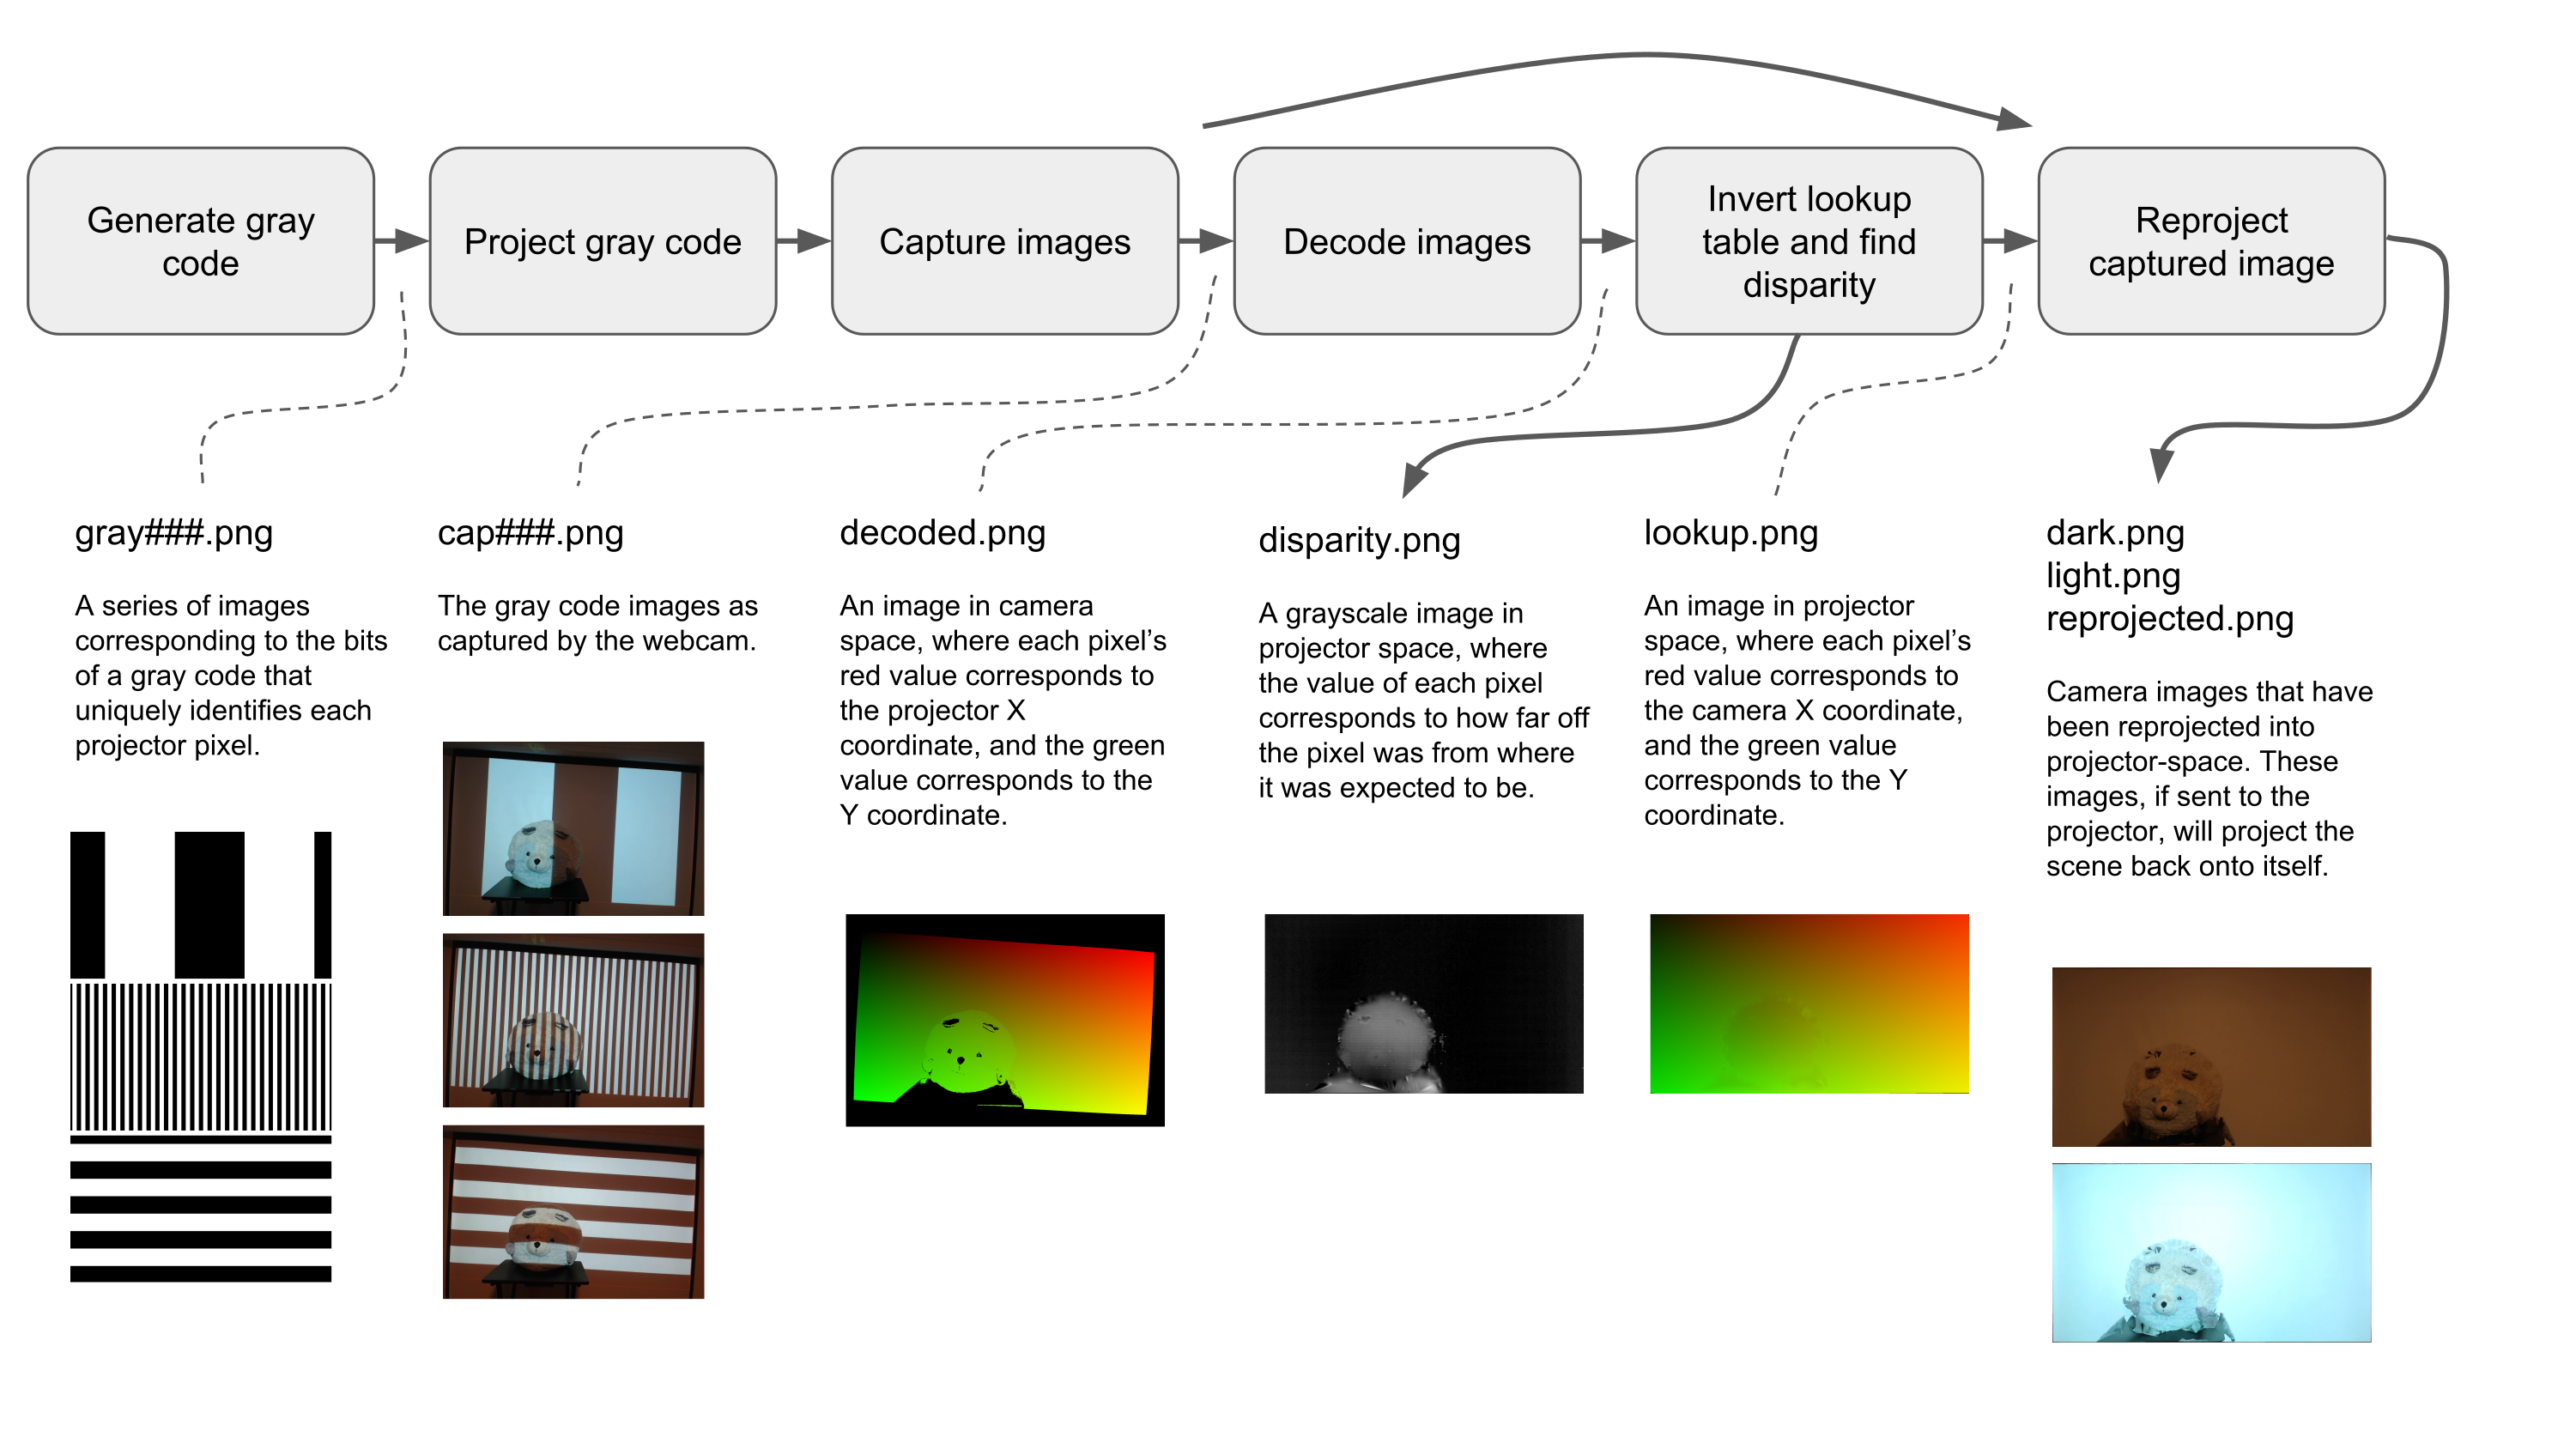 Generate gray
code
Project gray code
Capture images
Decode images
Invert lookup
table and find
disparity
Reproject
captured image
gray###.png
A series of images
corresponding to the bits
of a gray code that
uniquely identifies each
projector pixel.
cap###.png
The gray code images as
captured by the webcam.
decoded.png
An image in camera
space, where each pixel’s
red value corresponds to
the projector X
coordinate, and the green
value corresponds to the
Y coordinate.
disparity.png
A grayscale image in
projector space, where
the value of each pixel
corresponds to how far off
the pixel was from where
it was expected to be.
lookup.png
An image in projector
space, where each pixel’s
red value corresponds to
the camera X coordinate,
and the green value
corresponds to the Y
coordinate.
dark.png
light.png
reprojected.png
Camera images that have
been reprojected into
projector-space. These
images, if sent to the
projector, will project the
scene back onto itself.